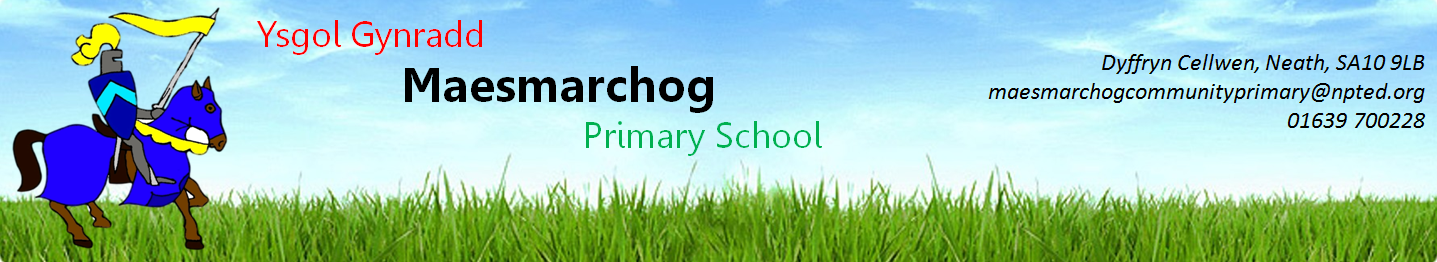 Ysgol Gynradd
Maesmarchog
Primary School
Dyffryn Cellwen, Neath, SA10 9LB
maesmarchogcommunityprimary@npted.org
01639 700228